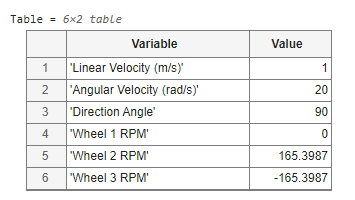 Table = 6×2 table
Variable Value
1 'Linear Velocity (m/s)' 1
2 'Angular Velocity (rad/s)' 20
3 'Direction Angle' 90
4 'Wheel 1 RPM' 0
5 'Wheel 2 RPM' 165.3987
6 'Wheel 3 RPM' -165.3987